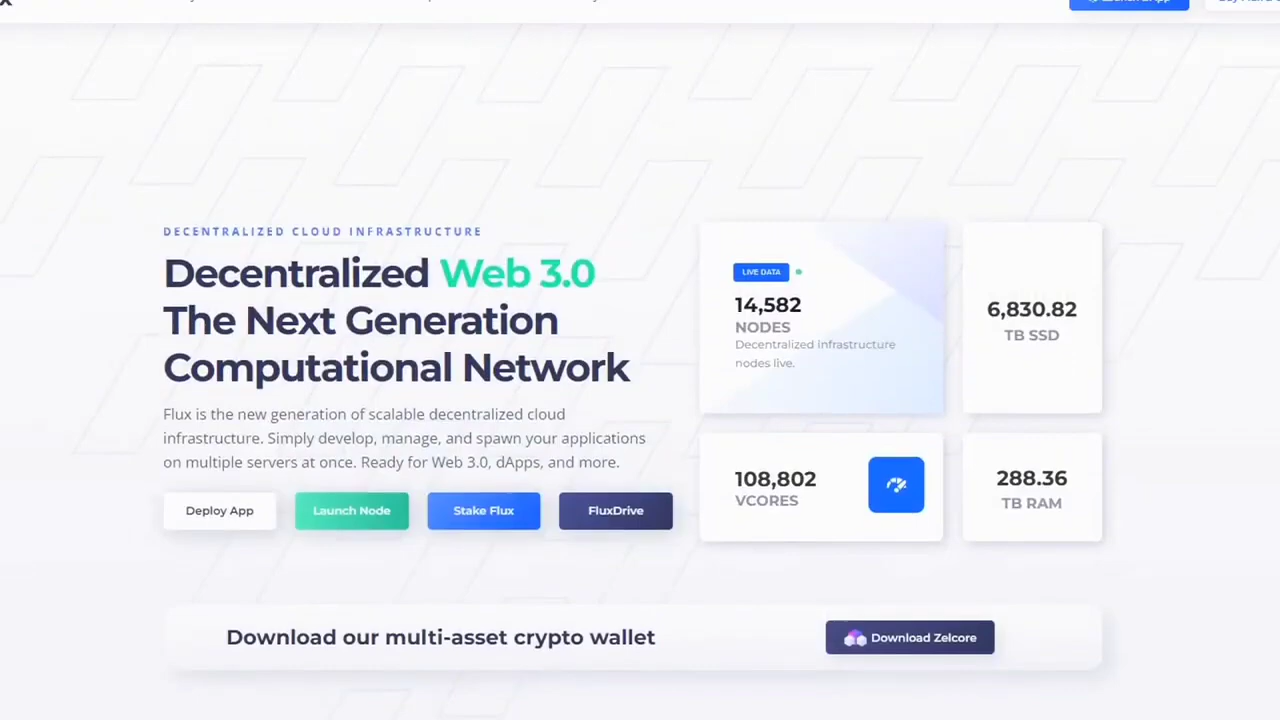 DECENTRALIZED CLOUD INFRASTRUCTURE
Decentralized Web 3.0
The Next Generation
Computational Network
Flux is the new generation of scalable decentralized cloud
infrastructure. Simply develop, manage, and spawn your applications
on multiple servers at once. Ready for Web 3.0, dApps, and more.
Deploy App
Launch Node
Stake Flux
FluxDrive
LIVE DATA
14,582
NODES
Decentralized infrastructure
nodes live.
6,830.82
TB SSD
108,802
VCORES
288.36
TB RAM
Download our multi-asset crypto wallet
Download Zelcore